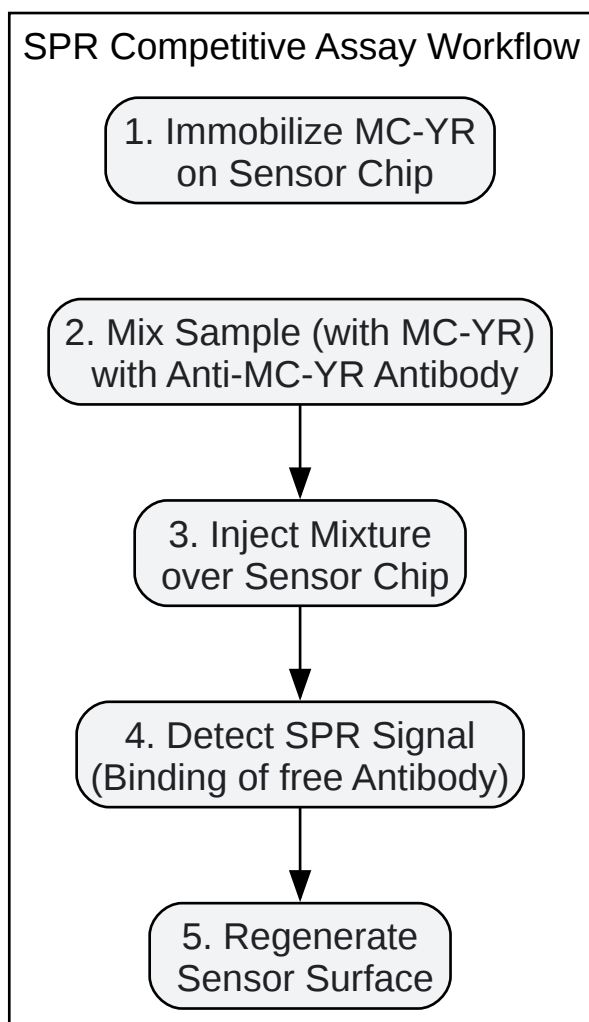 SPR Competitive Assay Workflow
1. Immobilize MC-YR
on Sensor Chip
2. Mix Sample (with MC-YR)
with Anti-MC-YR Antibody
3. Inject Mixture
over Sensor Chip
4. Detect SPR Signal
(Binding of free Antibody)
5. Regenerate
Sensor Surface